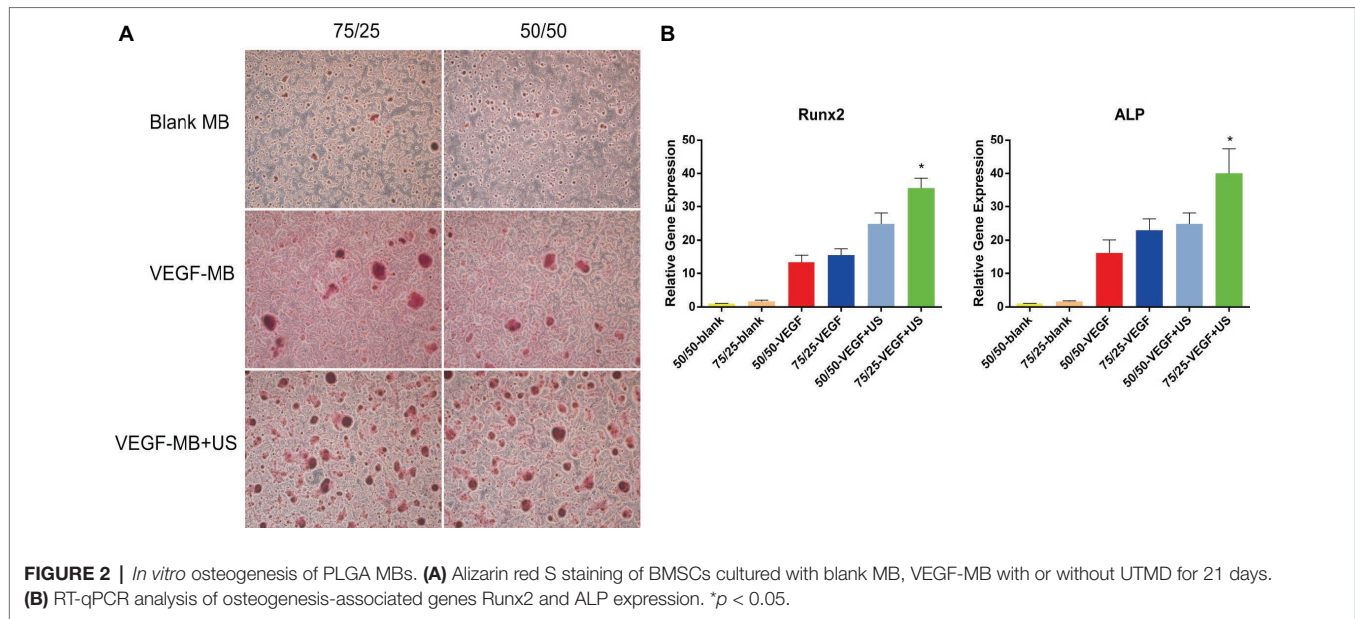 A
75/25
50/50
Blank MB
VEGF-MB
VEGF-MB+US
B
Runx2
Relative Gene Expression
50
40
30
20
10
0
*
50/50-blank
75/25-blank
50/50-VEGF
75/25-VEGF
50/50-VEGF+US
75/25-VEGF+US
ALP
Relative Gene Expression
50
40
30
20
10
0
*
50/50-blank
75/25-blank
50/50-VEGF
75/25-VEGF
50/50-VEGF+US
75/25-VEGF+US
FIGURE 2 | In vitro osteogenesis of PLGA MBs. (A) Alizarin red S staining of BMSCs cultured with blank MB, VEGF-MB with or without UTMD for 21 days.
(B) RT-qPCR analysis of osteogenesis-associated genes Runx2 and ALP expression. *p < 0.05.